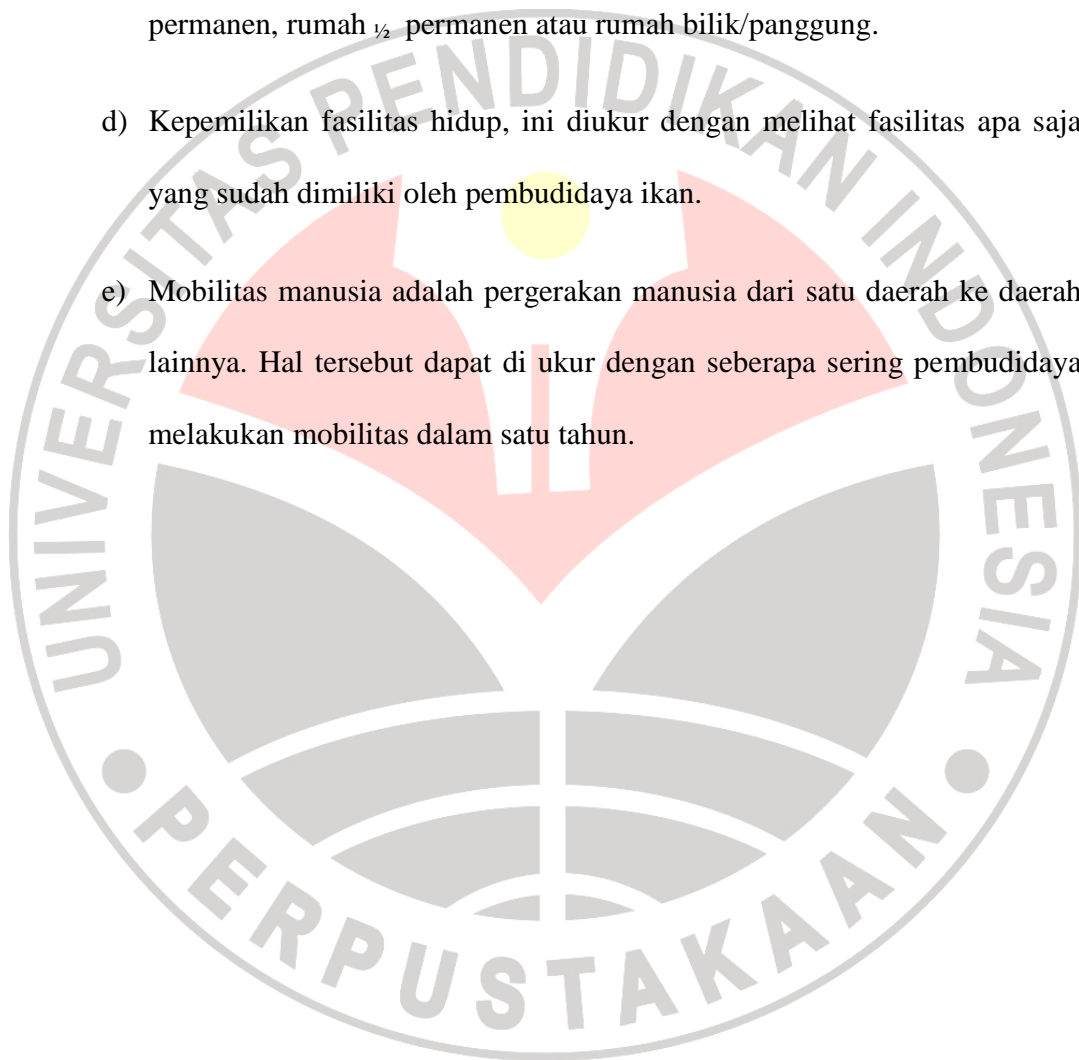 permanen, rumah ½ permanen atau rumah bilik/panggung.
d) Kepemilikan fasilitas hidup, ini diukur dengan melihat fasilitas apa saja
yang sudah dimiliki oleh pembudidaya ikan.
e) Mobilitas manusia adalah pergerakan manusia dari satu daerah ke daerah
lainnya. Hal tersebut dapat di ukur dengan seberapa sering pembudidaya
melakukan mobilitas dalam satu tahun.
UNIVERSITAS PENDIDIKAN INDONESIA
PERPUSTAKAAN